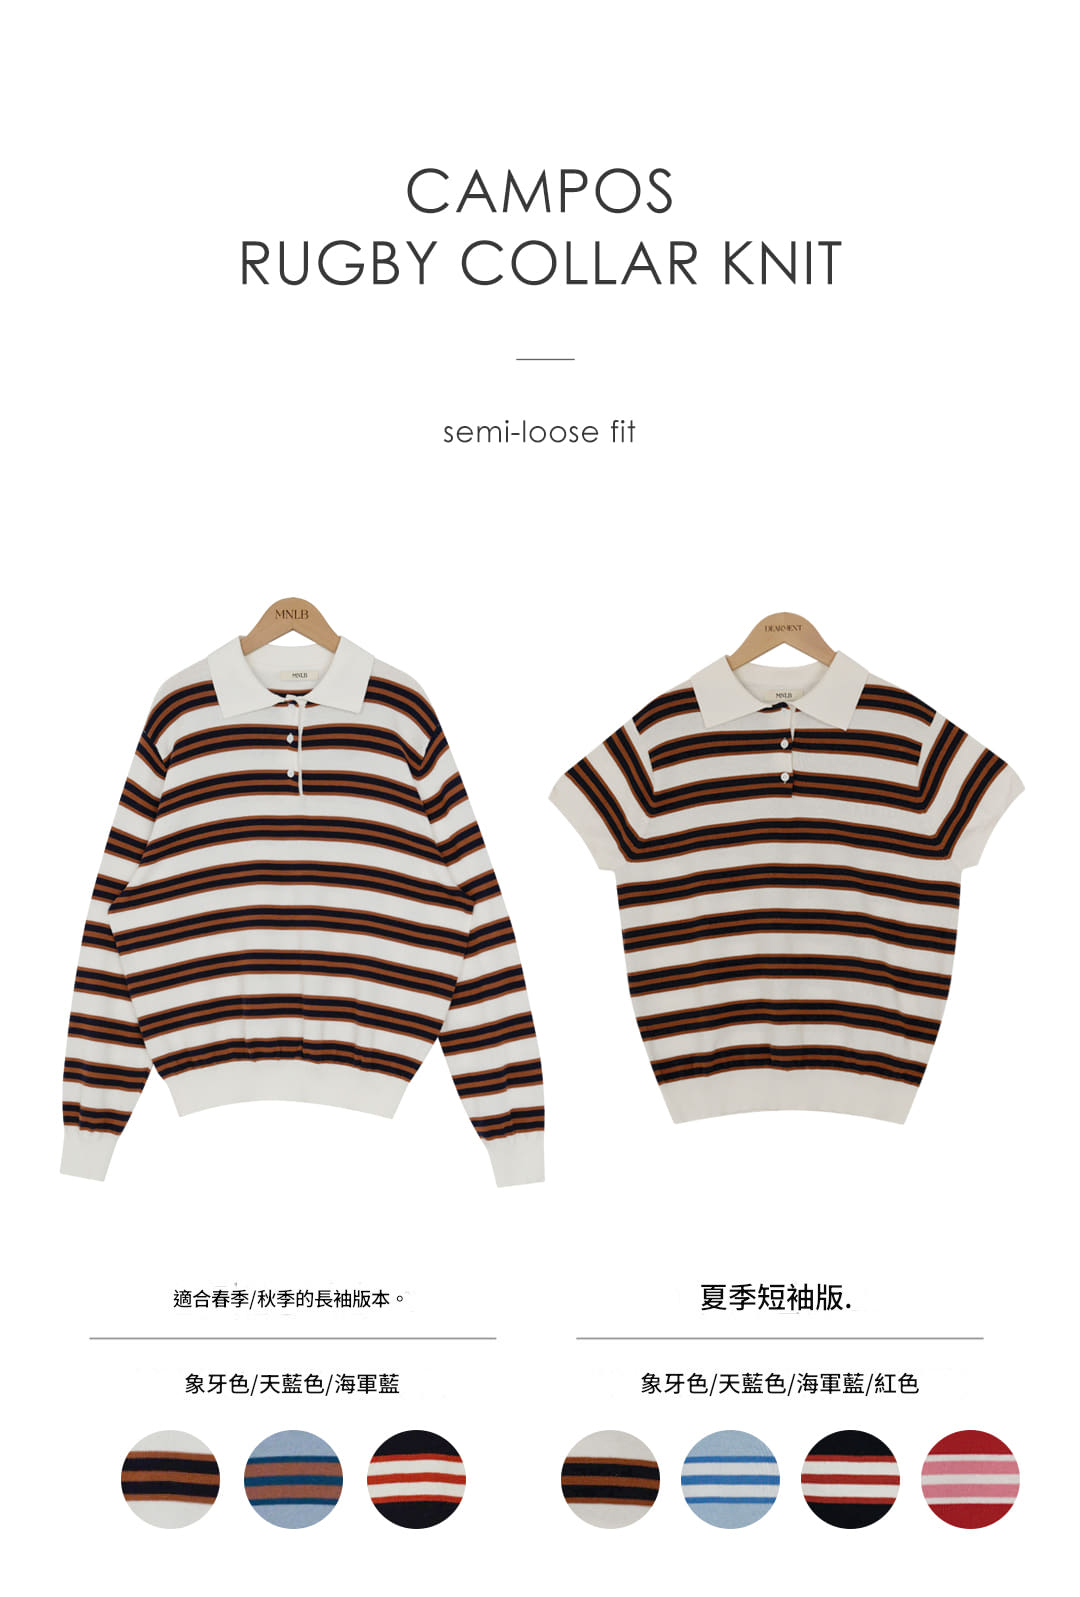 CAMPOS
RUGBY COLLAR KNIT
semi-loose fit
MNLB
MNLB
DEARMENT
MNLB
適合春季/秋季的長袖版本。
夏季短袖版.
象牙色/天藍色/海軍藍
象牙色/天藍色/海軍藍/紅色